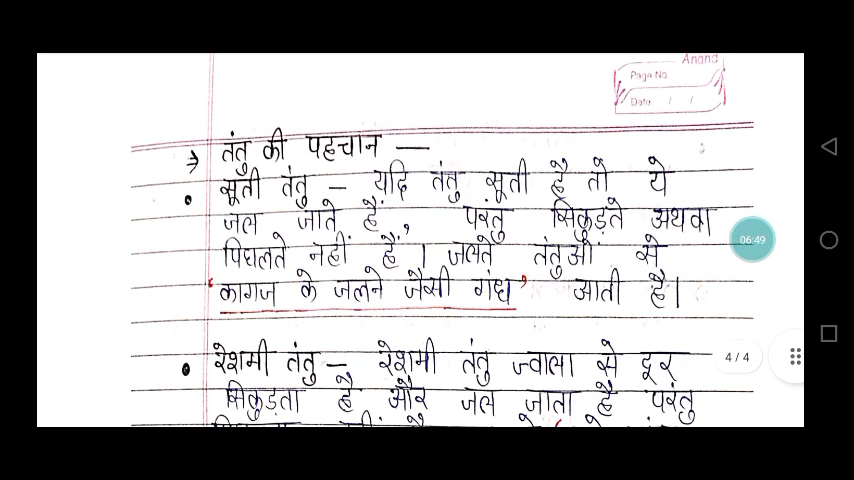 Anand
Page No.
Date / /
⇒ तंतु की पहचान —
• सूती तंतु – यदि तंतु सूती है तो ये
जल जाते हैं, परंतु सिकुड़ते अथवा
पिघलते नहीं हैं। जलते तंतुओं से
‘कागज के जलने जैसी गंध’ आती है।
• रेशमी तंतु – रेशमी तंतु ज्वाला से दूर
सिकुड़ता है और जल जाता है परंतु
06:49
4 / 4